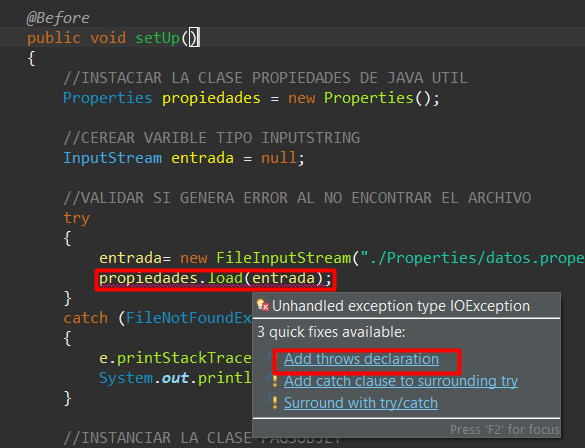 @Before
public void setUp()
{
//INSTACIAR LA CLASE PROPIEDADES DE JAVA UTIL
Properties propiedades = new Properties();
//CEREAR VARIBLE TIPO INPUTSTRING
InputStream entrada = null;
//VALIDAR SI GENERA ERROR AL NO ENCONTRAR EL ARCHIVO
try
{
entrada= new FileInputStream("./Properties/datos.prope
propiedades.load(entrada);
}
catch (FileNotFoundEx
{
e.printStackTrace
System.out.printl
}
//INSTANCIAR LA CLASE PAGSOBJET
Unhandled exception type IOException
3 quick fixes available:
Add throws declaration
Add catch clause to surrounding try
Surround with try/catch
Press 'F2' for focus